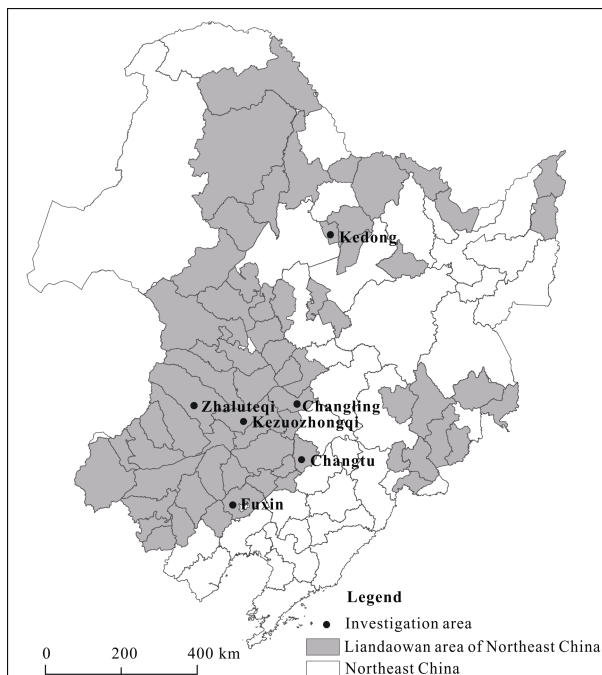 Kedong
Zhaluteqi
Changling
Kezuozhongqi
Changtu
Fuxin
Legend
Investigation area
Liandaowan area of Northeast China
Northeast China
0 200 400 km